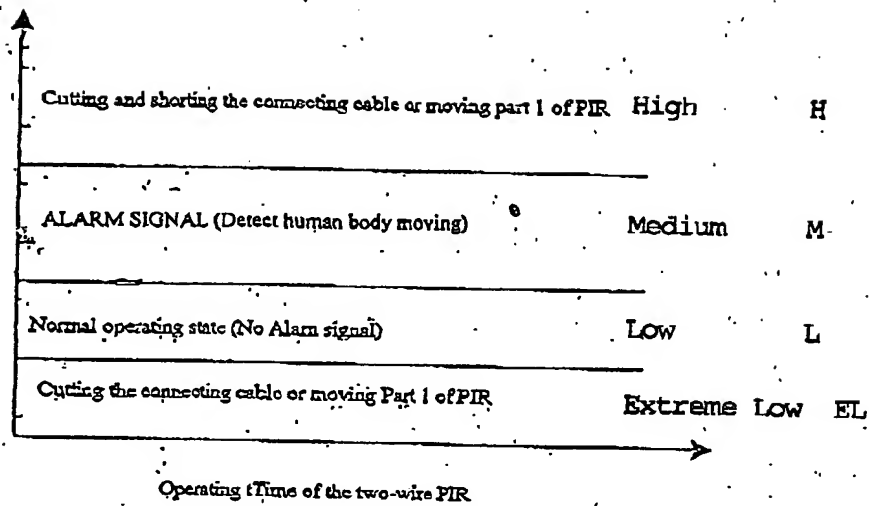 Cutting and shorting the connecting cable or moving part 1 of PIR High H
ALARM SIGNAL (Detect human body moving) Medium M
Normal operating state (No Alam signal) Low L
Cutting the connecting cable or moving Part 1 of PIR Extreme Low EL
Operating tTime of the two-wire PIR